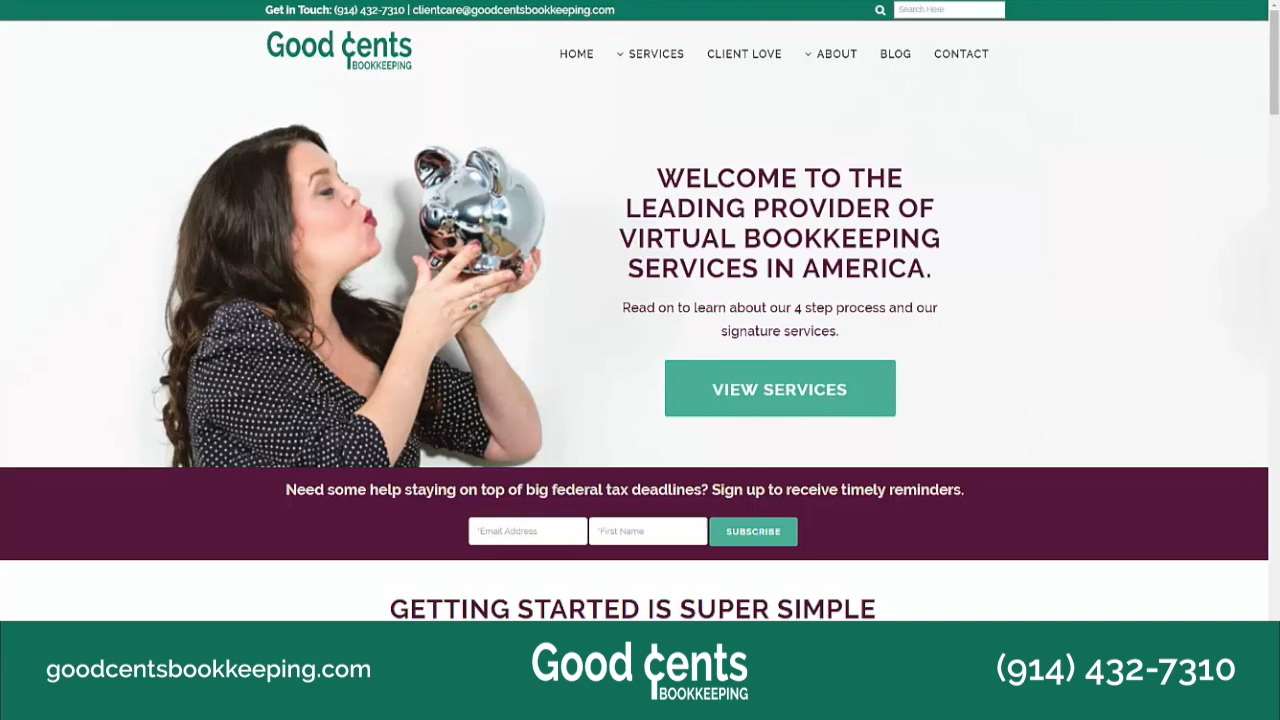 Get in Touch: (914) 432-7310 | clientcare@goodcentsbookkeeping.com
Search Here
Good cents
BOOKKEEPING
HOME SERVICES CLIENT LOVE ABOUT BLOG CONTACT
WELCOME TO THE
LEADING PROVIDER OF
VIRTUAL BOOKKEEPING
SERVICES IN AMERICA.
Read on to learn about our 4 step process and our
signature services.
VIEW SERVICES
Need some help staying on top of big federal tax deadlines? Sign up to receive timely reminders.
*Email Address *First Name SUBSCRIBE
GETTING STARTED IS SUPER SIMPLE
goodcentsbookkeeping.com
Good cents
BOOKKEEPING
(914) 432-7310